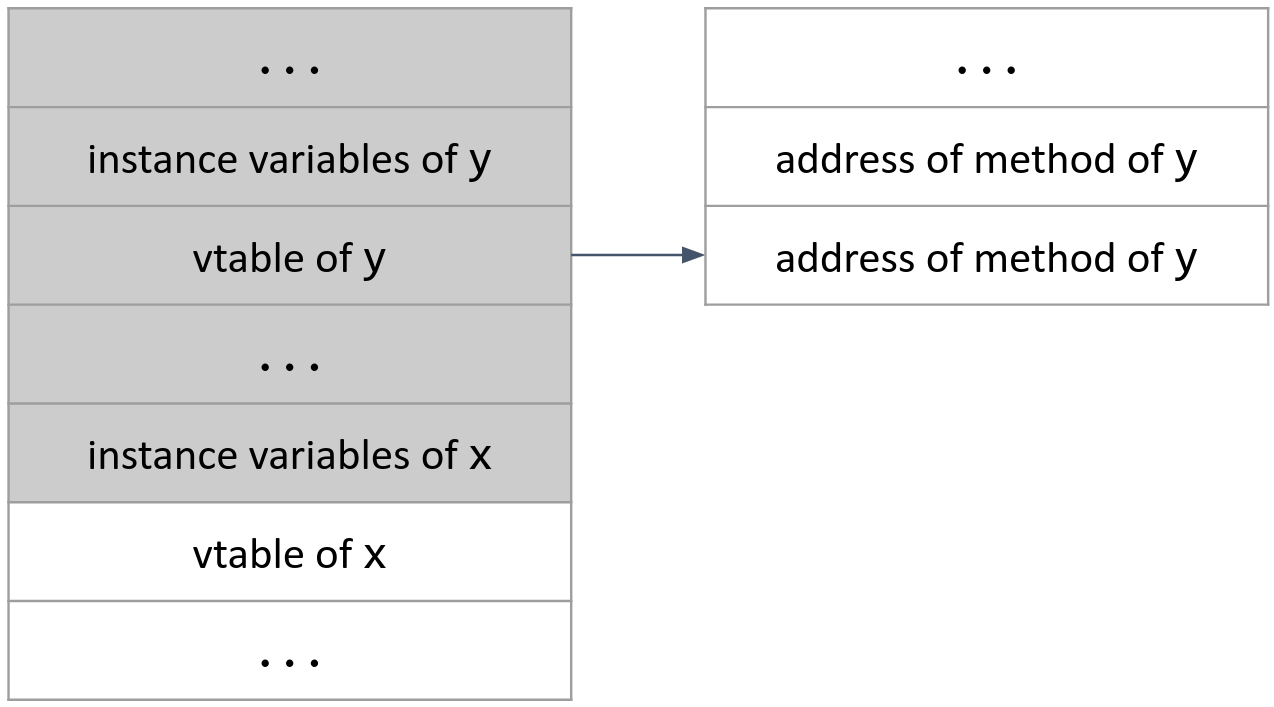 . . .
instance variables of y
vtable of y
. . .
instance variables of x
vtable of x
. . .
. . .
address of method of y
address of method of y